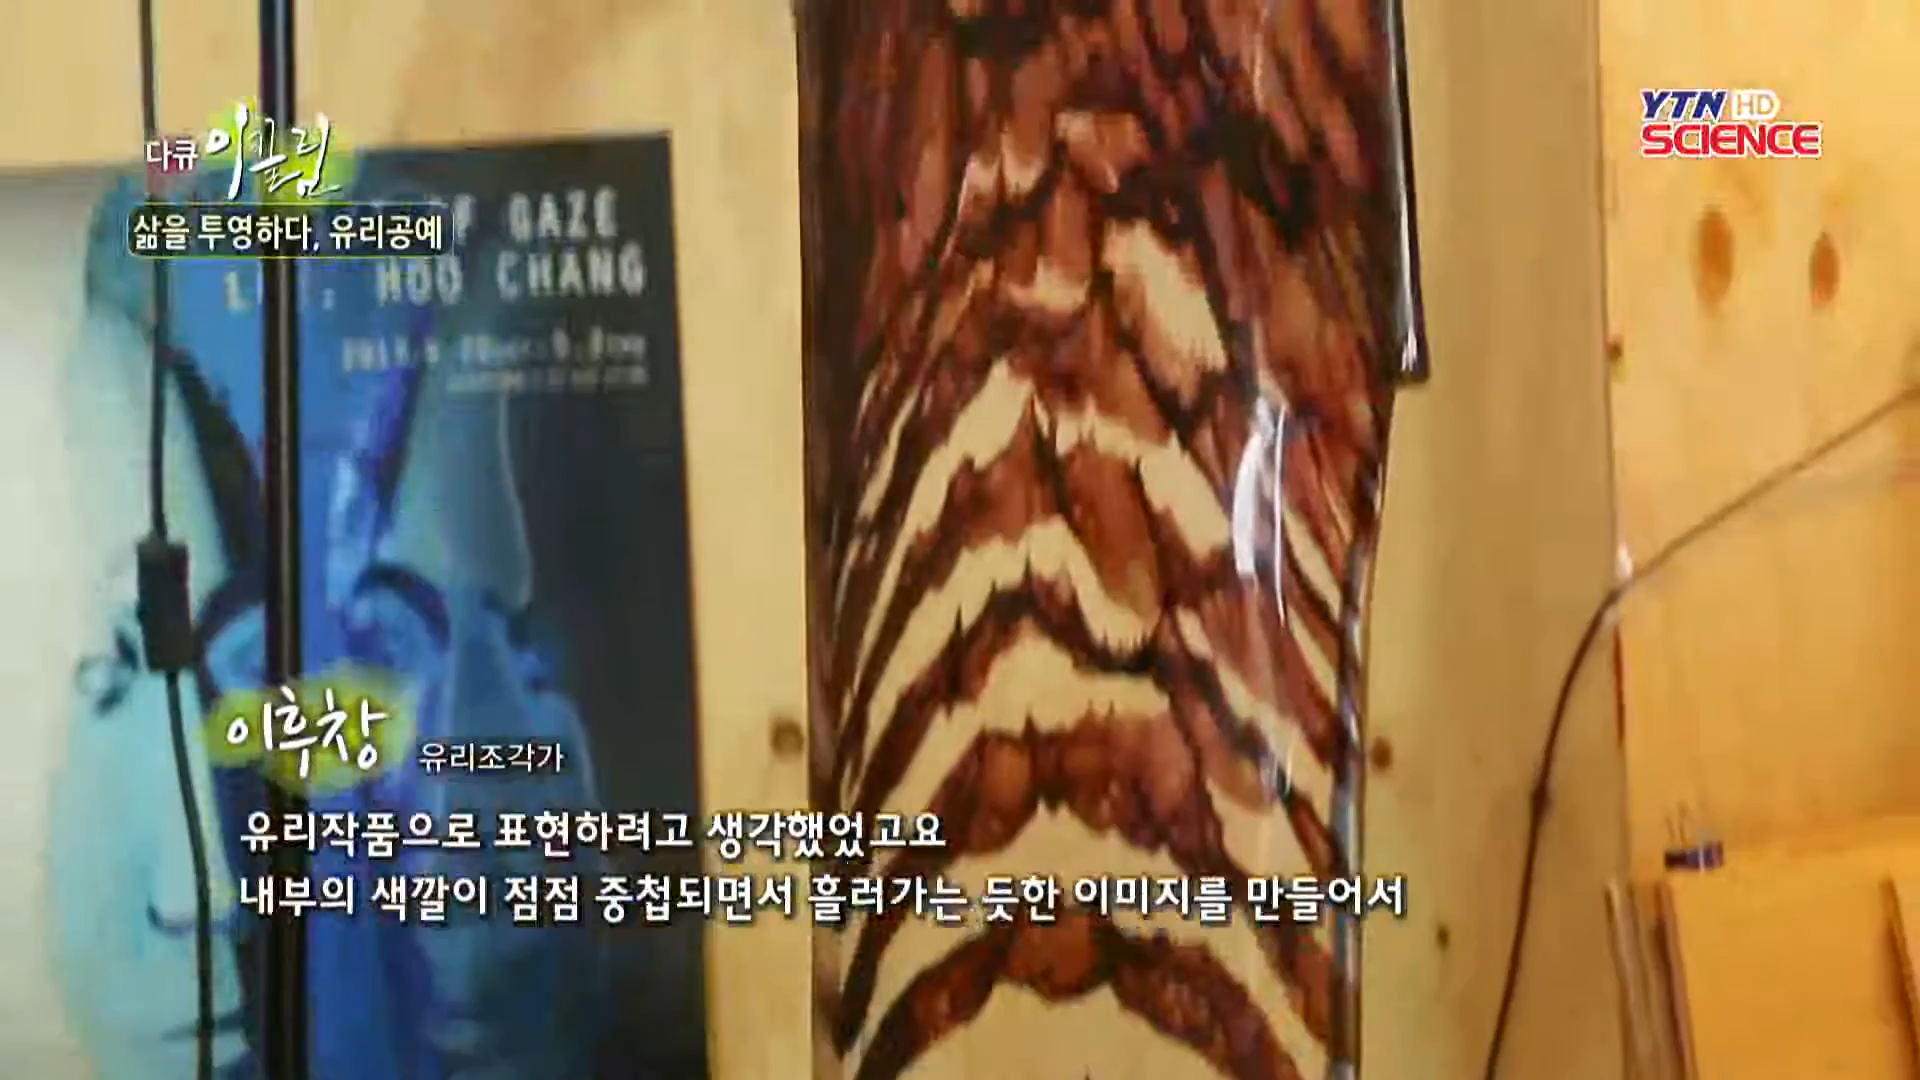 다큐 이끌림
삶을 투영하다, 유리공예
YTN HD
SCIENCE
GAZE
HOO CHANG
이후창 유리조각가
유리작품으로 표현하려고 생각했었고요
내부의 색깔이 점점 중첩되면서 흘러가는 듯한 이미지를 만들어서